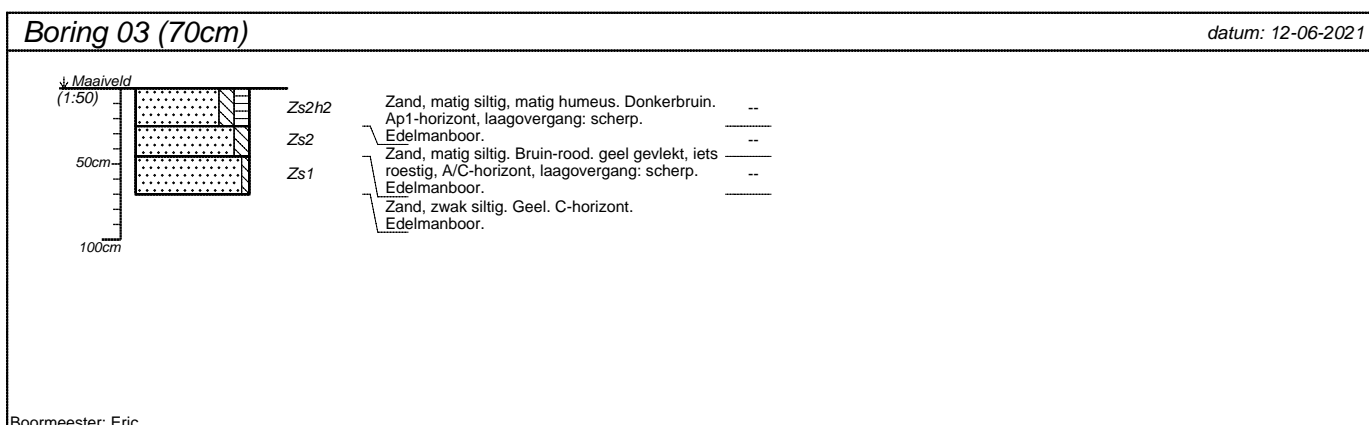 Boring 03 (70cm)
datum: 12-06-2021
Maaiveld
(1:50)
50cm
100cm
Zs2h2
Zs2
Zs1
Zand, matig siltig, matig humeus. Donkerbruin.
Ap1-horizont, laagovergang: scherp.
Edelmanboor.
Zand, matig siltig. Bruin-rood. geel gevlekt, iets
roestig, A/C-horizont, laagovergang: scherp.
Edelmanboor.
Zand, zwak siltig. Geel. C-horizont.
Edelmanboor.
--
--
--
Boormeester: Eric